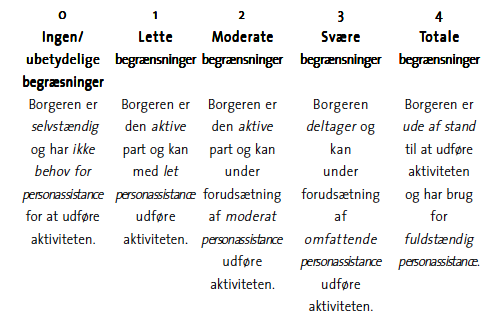 0
Ingen/
ubetydelige
begræsninger
Borgeren er
selvstændig
og har ikke
behov for
personassistance
for at udføre
aktiviteten.
1
Lette
begrænsninger
Borgeren er
den aktive
part og kan
med let
personassistance
udføre
aktiviteten.
2
Moderate
begrænsninger
Borgeren er
den aktive
part og kan
under
forudsætning
af moderat
personassistance
udføre
aktiviteten.
3
Svære
begrænsninger
Borgeren
deltager og
kan
under
forudsætning
af
omfattende
personassistance
udføre
aktiviteten.
4
Totale
begrænsninger
Borgeren er
ude af stand
til at udføre
aktiviteten
og har brug
for
fuldstændig
personassistance.